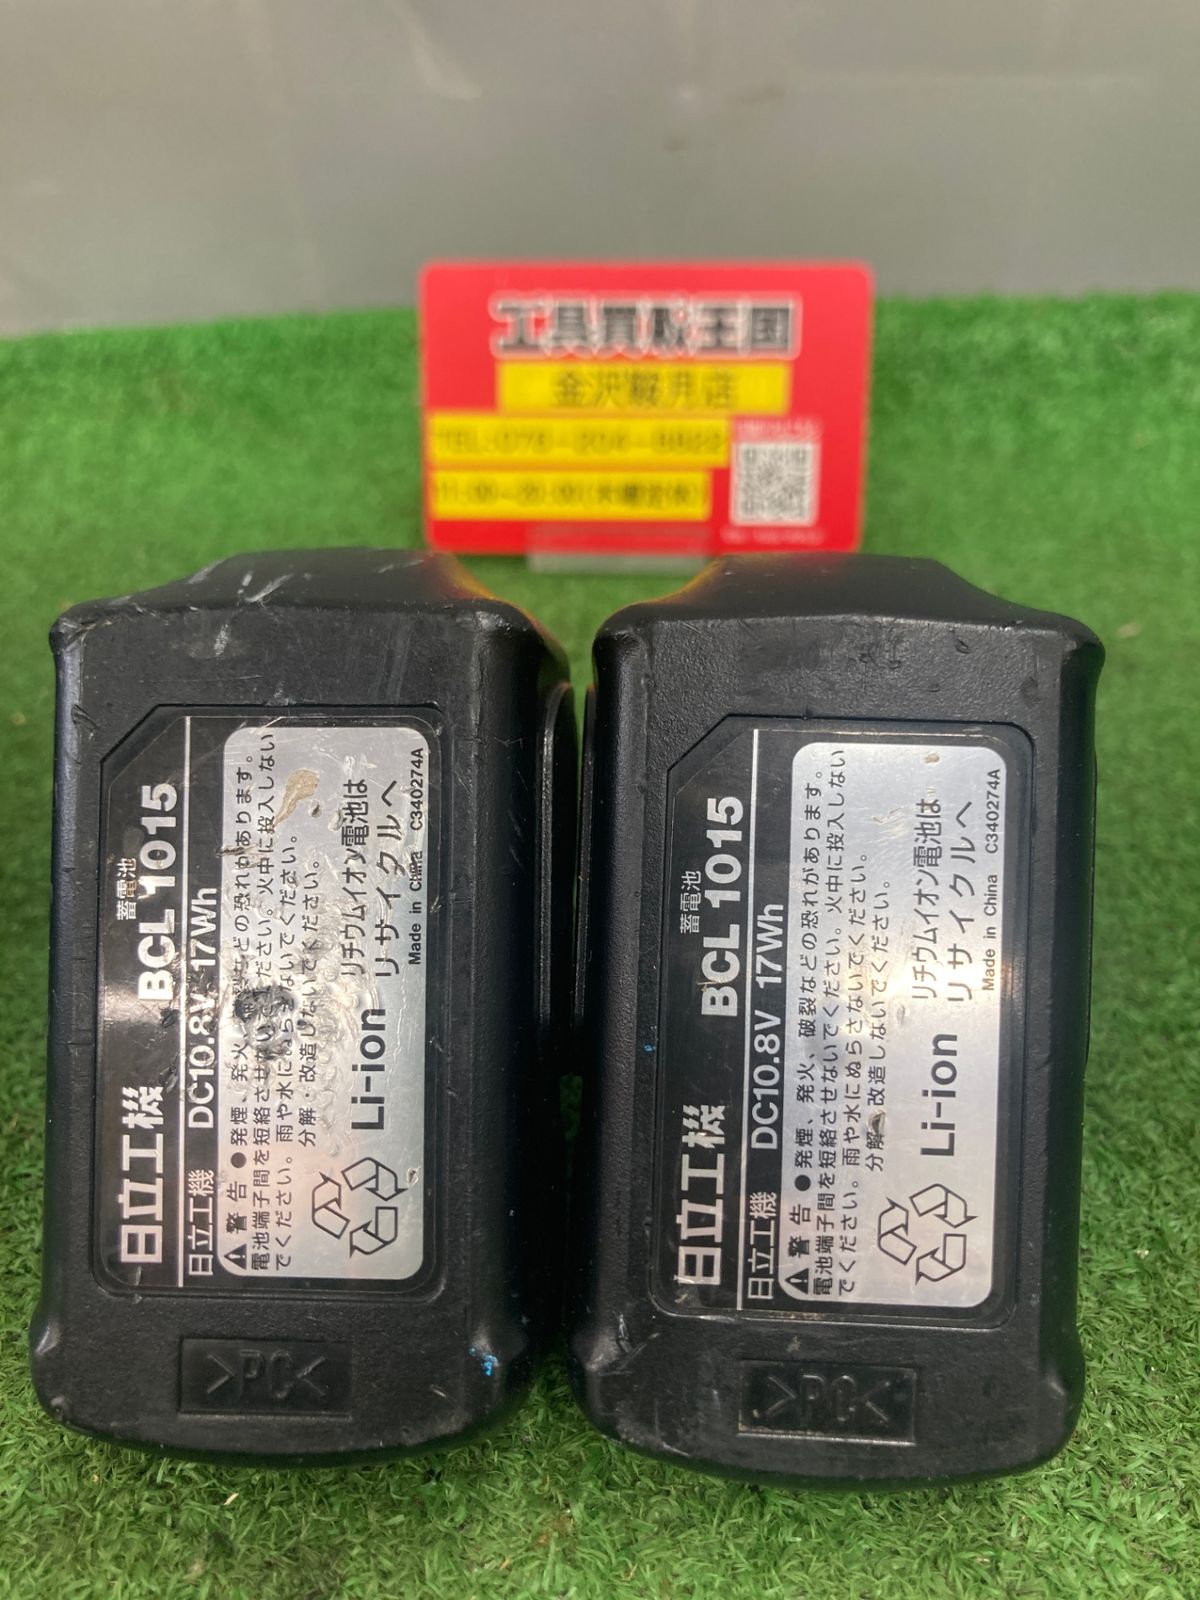 工具買取王国
金沢鞍月店
日立工機
蓄電池
BCL 1015
日立工機 DC10.8V 17Wh
警告 ●発煙、発火、破裂などの恐れがあります。
電池端子間を短絡させないでください。火中に投入しない
でください。雨や水にぬらさないでください。
分解・改造しないでください。
Li-ion
リチウムイオン電池は
リサイクルへ
Made in China C340274A
>PC<
日立工機
蓄電池
BCL 1015
日立工機 DC10.8V 17Wh
警告 ●発煙、発火、破裂などの恐れがあります。
電池端子間を短絡させないでください。火中に投入しない
でください。雨や水にぬらさないでください。
分解・改造しないでください。
Li-ion
リチウムイオン電池は
リサイクルへ
Made in China C340274A
>PC<